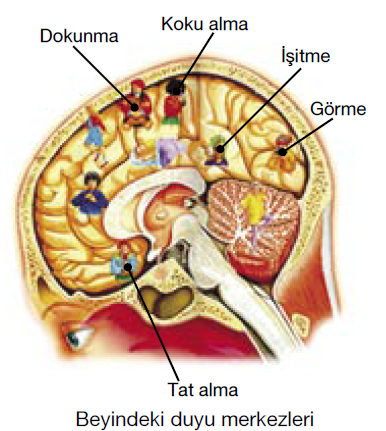 Koku alma
Dokunma
İşitme
Görme
Tat alma
Beyindeki duyu merkezleri